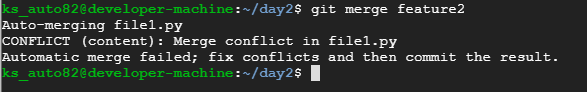 ks_auto82@developer-machine:~/day2$ git merge feature2
Auto-merging file1.py
CONFLICT (content): Merge conflict in file1.py
Automatic merge failed; fix conflicts and then commit the result.
ks_auto82@developer-machine:~/day2$